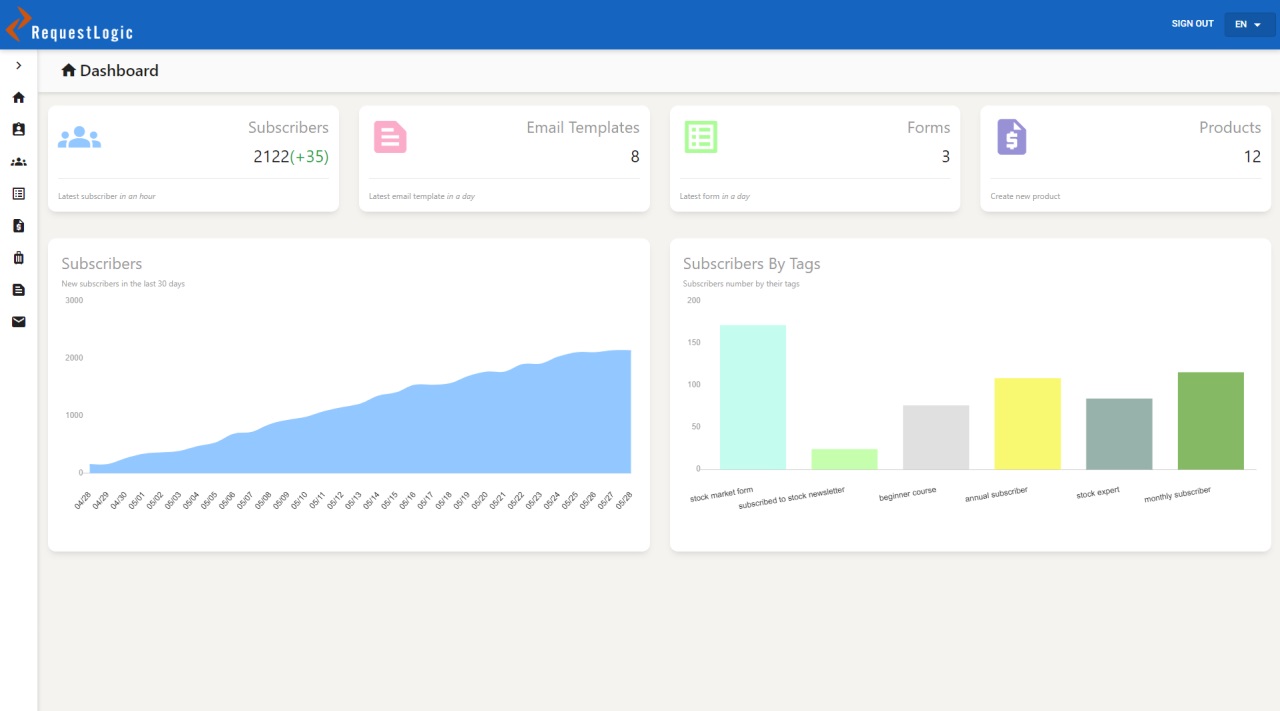 RequestLogic
SIGN OUT
EN
Dashboard
Subscribers
2122(+35)
Latest subscriber in an hour
Email Templates
8
Latest email template in a day
Forms
3
Latest form in a day
Products
12
Create new product
Subscribers
New subscribers in the last 30 days
3000
2000
1000
0
04/28
04/29
04/30
05/01
05/02
05/03
05/04
05/05
05/06
05/07
05/08
05/09
05/10
05/11
05/12
05/13
05/14
05/15
05/16
05/17
05/18
05/19
05/20
05/21
05/22
05/23
05/24
05/25
05/26
05/27
05/28
Subscribers By Tags
Subscribers number by their tags
200
150
100
50
0
stock market form
subscribed to stock newsletter
beginner course
annual subscriber
stock expert
monthly subscriber